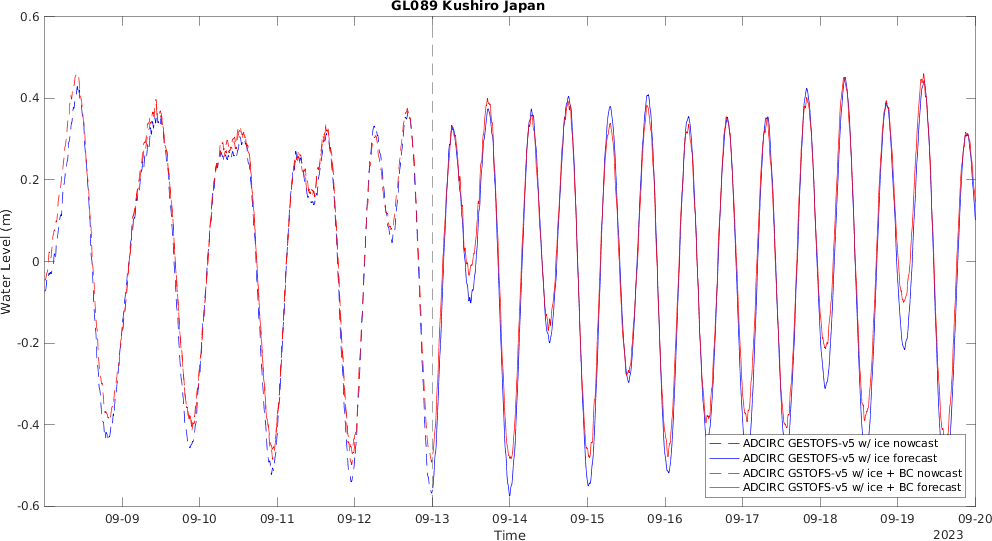 GL089 Kushiro Japan
0.6
0.4
0.2
0
-0.2
-0.4
-0.6
Water Level (m)
ADCIRC GESTOFS-v5 w/ ice nowcast
ADCIRC GESTOFS-v5 w/ ice forecast
ADCIRC GSTOFS-v5 w/ ice + BC nowcast
ADCIRC GSTOFS-v5 w/ ice + BC forecast
09-09 09-10 09-11 09-12 09-13 09-14 09-15 09-16 09-17 09-18 09-19 09-20
Time
2023